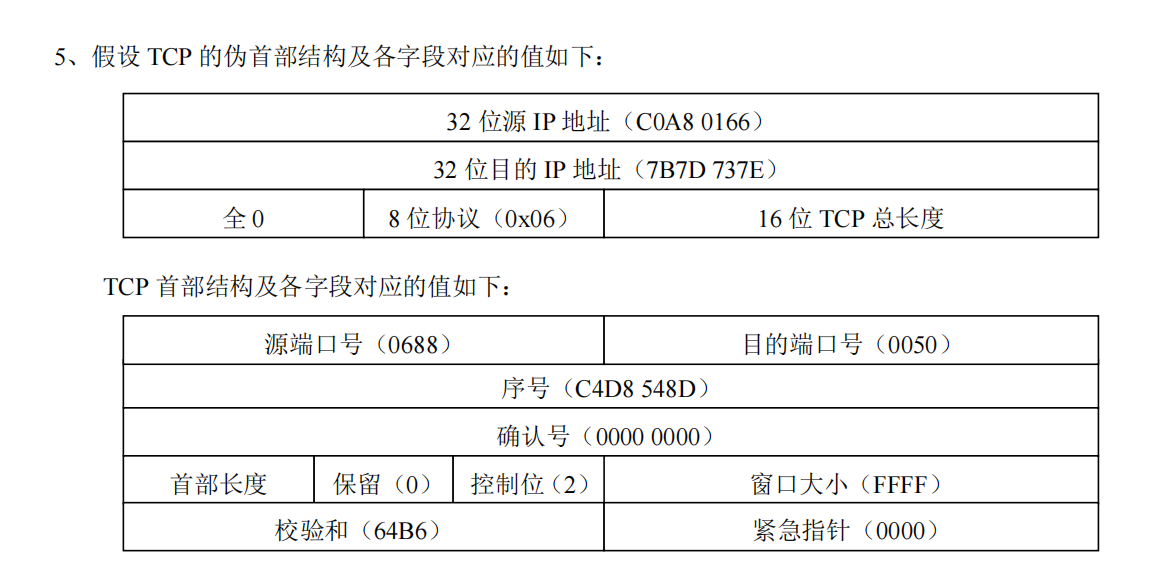 5、假设 TCP 的伪首部结构及各字段对应的值如下：
32 位源 IP 地址（C0A8 0166）
32 位目的 IP 地址（7B7D 737E）
全 0 8 位协议（0x06） 16 位 TCP 总长度
TCP 首部结构及各字段对应的值如下：
源端口号（0688） 目的端口号（0050）
序号（C4D8 548D）
确认号（0000 0000）
首部长度 保留（0） 控制位（2） 窗口大小（FFFF）
校验和（64B6） 紧急指针（0000）